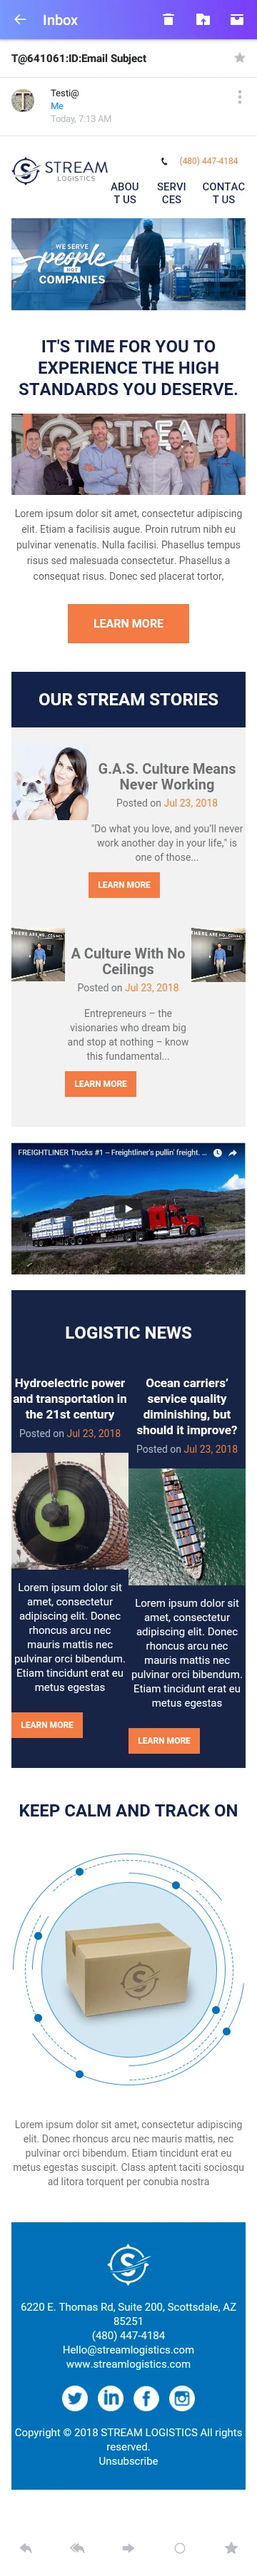 Inbox
T@641061:ID:Email Subject
Testi@
Me
Today, 7:13 AM
STREAM
LOGISTICS
(480) 447-4184
ABOU
T US
SERVI
CES
CONTAC
T US
WE SERVE
people
NOT
COMPANIES
IT'S TIME FOR YOU TO
EXPERIENCE THE HIGH
STANDARDS YOU DESERVE.
Lorem ipsum dolor sit amet, consectetur adipiscing
elit. Etiam a facilisis augue. Proin rutrum nibh eu
pulvinar venenatis. Nulla facilisi. Phasellus tempus
risus sed malesuada consectetur. Phasellus a
consequat risus. Donec sed placerat tortor,
LEARN MORE
OUR STREAM STORIES
G.A.S. Culture Means
Never Working
Posted on Jul 23, 2018
"Do what you love, and you'll never
work another day in your life," is
one of those...
LEARN MORE
A Culture With No
Ceilings
Posted on Jul 23, 2018
Entrepreneurs – the
visionaries who dream big
and stop at nothing – know
this fundamental...
LEARN MORE
FREIGHTLINER Trucks #1 – Freightliner's pullin' freight. ...
LOGISTIC NEWS
Hydroelectric power
and transportation in
the 21st century
Posted on Jul 23, 2018
Lorem ipsum dolor sit
amet, consectetur
adipiscing elit. Donec
rhoncus arcu nec
mauris mattis nec
pulvinar orci bibendum.
Etiam tincidunt erat eu
metus egestas
LEARN MORE
Ocean carriers'
service quality
diminishing, but
should it improve?
Posted on Jul 23, 2018
Lorem ipsum dolor sit
amet, consectetur
adipiscing elit. Donec
rhoncus arcu nec
mauris mattis nec
pulvinar orci bibendum.
Etiam tincidunt erat eu
metus egestas
LEARN MORE
KEEP CALM AND TRACK ON
Lorem ipsum dolor sit amet, consectetur adipiscing
elit. Donec rhoncus arcu nec mauris mattis, nec
pulvinar orci bibendum. Etiam tincidunt erat eu
metus egestas suscipit. Class aptent taciti sociosqu
ad litora torquent per conubia nostra
6220 E. Thomas Rd, Suite 200, Scottsdale, AZ
85251
(480) 447-4184
Hello@streamlogistics.com
www.streamlogistics.com
Copyright © 2018 STREAM LOGISTICS All rights
reserved.
Unsubscribe